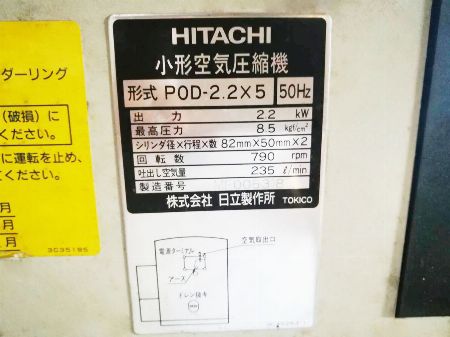 HITACHI
小形空気圧縮機
形式 POD-2.2×5 50Hz
出力 2.2 kW
最高圧力 8.5 kgf/cm²
シリンダ径×行程×数 82mm×50mm×2
回転数 790 rpm
吐出し空気量 235 ℓ/min
製造番号
株式会社 日立製作所 TOKICO
空気取出口
電源ターミナル
アース
ドレン抜キ
ダーリング
(破損)に
ください。
に運転を止め、
てください。
月
月
月
3C35185